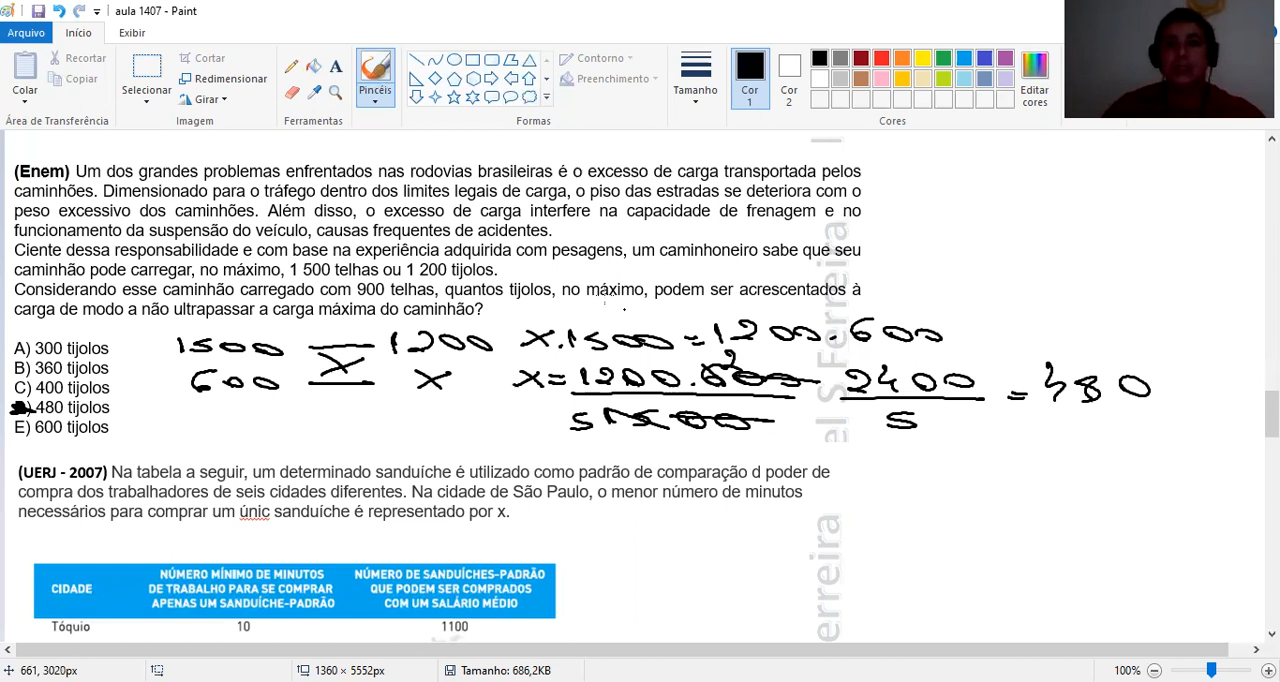 aula 1407 - Paint
Arquivo Início Exibir
Colar
Recortar
Copiar
Área de Transferência
Selecionar
Cortar
Redimensionar
Girar
Imagem
A
Ferramentas
Pincéis
Contorno
Preenchimento
Formas
Tamanho
Cor 1
Cor 2
Editar cores
Cores
(Enem) Um dos grandes problemas enfrentados nas rodovias brasileiras é o excesso de carga transportada pelos
caminhões. Dimensionado para o tráfego dentro dos limites legais de carga, o piso das estradas se deteriora com o
peso excessivo dos caminhões. Além disso, o excesso de carga interfere na capacidade de frenagem e no
funcionamento da suspensão do veículo, causas frequentes de acidentes.
Ciente dessa responsabilidade e com base na experiência adquirida com pesagens, um caminhoneiro sabe que seu
caminhão pode carregar, no máximo, 1 500 telhas ou 1 200 tijolos.
Considerando esse caminhão carregado com 900 telhas, quantos tijolos, no máximo, podem ser acrescentados à
carga de modo a não ultrapassar a carga máxima do caminhão?
A) 300 tijolos
B) 360 tijolos
C) 400 tijolos
) 480 tijolos
E) 600 tijolos
1500 1200 x.1500=1200.600
600 x x=1200.600 2400 =480
5 1500 5
2
(UERJ - 2007) Na tabela a seguir, um determinado sanduíche é utilizado como padrão de comparação d poder de
compra dos trabalhadores de seis cidades diferentes. Na cidade de São Paulo, o menor número de minutos
necessários para comprar um únic sanduíche é representado por x.
CIDADE
NÚMERO MÍNIMO DE MINUTOS
DE TRABALHO PARA SE COMPRAR
APENAS UM SANDUÍCHE-PADRÃO
NÚMERO DE SANDUÍCHES-PADRÃO
QUE PODEM SER COMPRADOS
COM UM SALÁRIO MÉDIO
Tóquio 10 1100
el S Ferreira
erreira
661, 3020px
1360 × 5552px
Tamanho: 686,2KB
100%